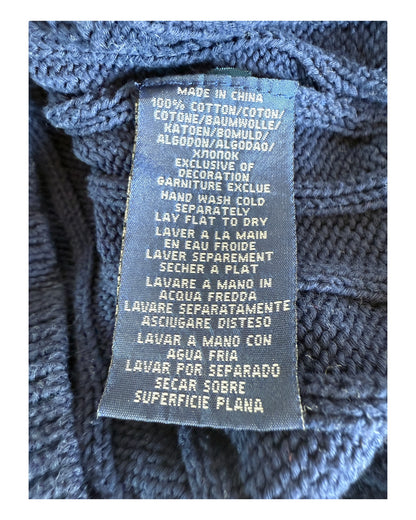 MADE IN CHINA
100% COTTON/COTON/
COTONE/BAUMWOLLE/
KATOEN/BOMULD/
ALGODON/ALGODAO/
ХЛОПОК
EXCLUSIVE OF
DECORATION
GARNITURE EXCLUE
HAND WASH COLD
SEPARATELY
LAY FLAT TO DRY
LAVER A LA MAIN
EN EAU FROIDE
LAVER SEPAREMENT
SECHER A PLAT
LAVARE A MANO IN
ACQUA FREDDA
LAVARE SEPARATAMENTE
ASCIUGARE DISTESO
LAVAR A MANO CON
AGUA FRIA
LAVAR POR SEPARADO
SECAR SOBRE
SUPERFICIE PLANA